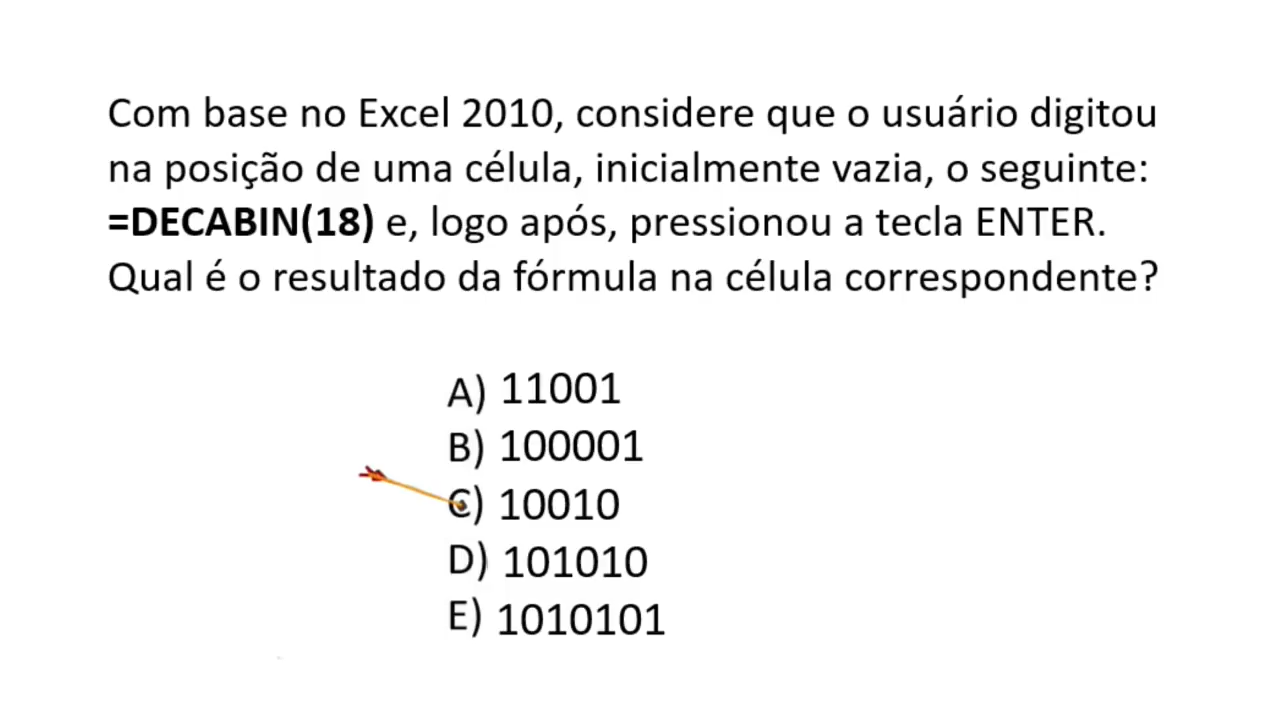 Com base no Excel 2010, considere que o usuário digitou
na posição de uma célula, inicialmente vazia, o seguinte:
=DECABIN(18) e, logo após, pressionou a tecla ENTER.
Qual é o resultado da fórmula na célula correspondente?
A) 11001
B) 100001
C) 10010
D) 101010
E) 1010101